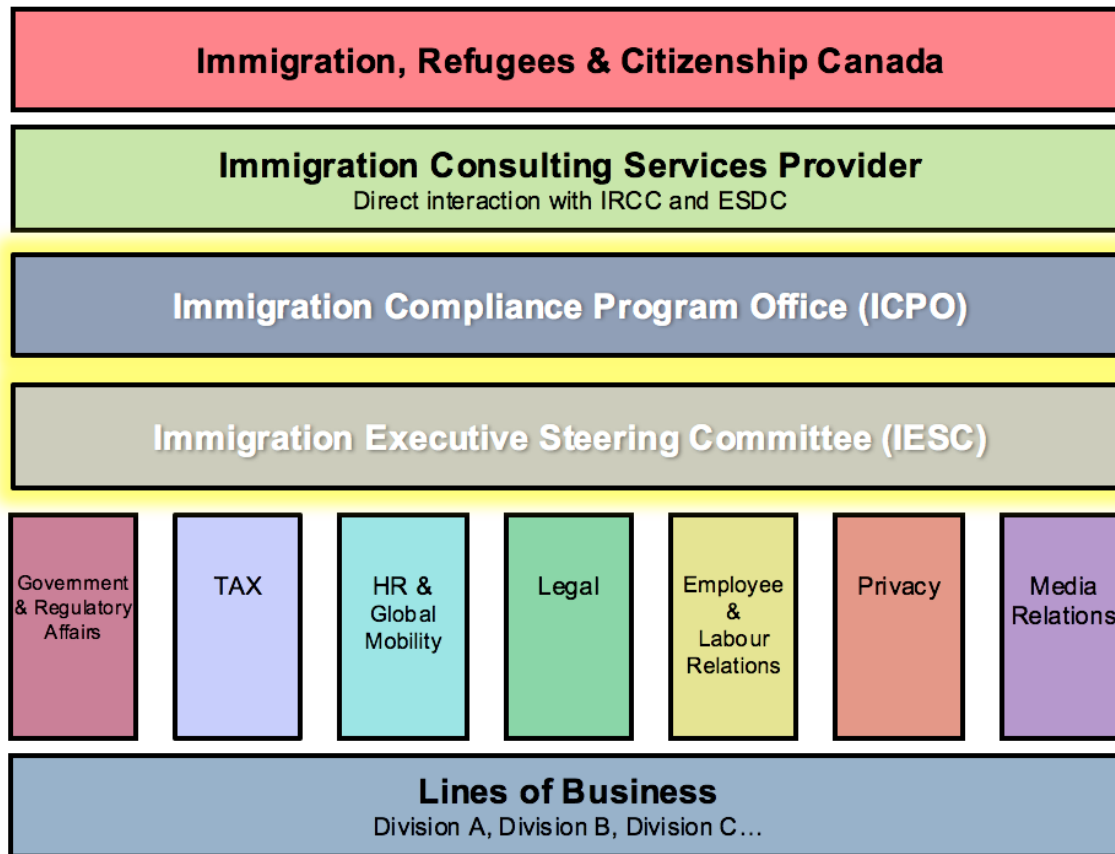 Immigration, Refugees & Citizenship Canada
Immigration Consulting Services Provider
Direct interaction with IRCC and ESDC
Immigration Compliance Program Office (ICPO)
Immigration Executive Steering Committee (IESC)
Government
& Regulatory
Affairs
TAX
HR &
Global
Mobility
Legal
Employee
&
Labour
Relations
Privacy
Media
Relations
Lines of Business
Division A, Division B, Division C...